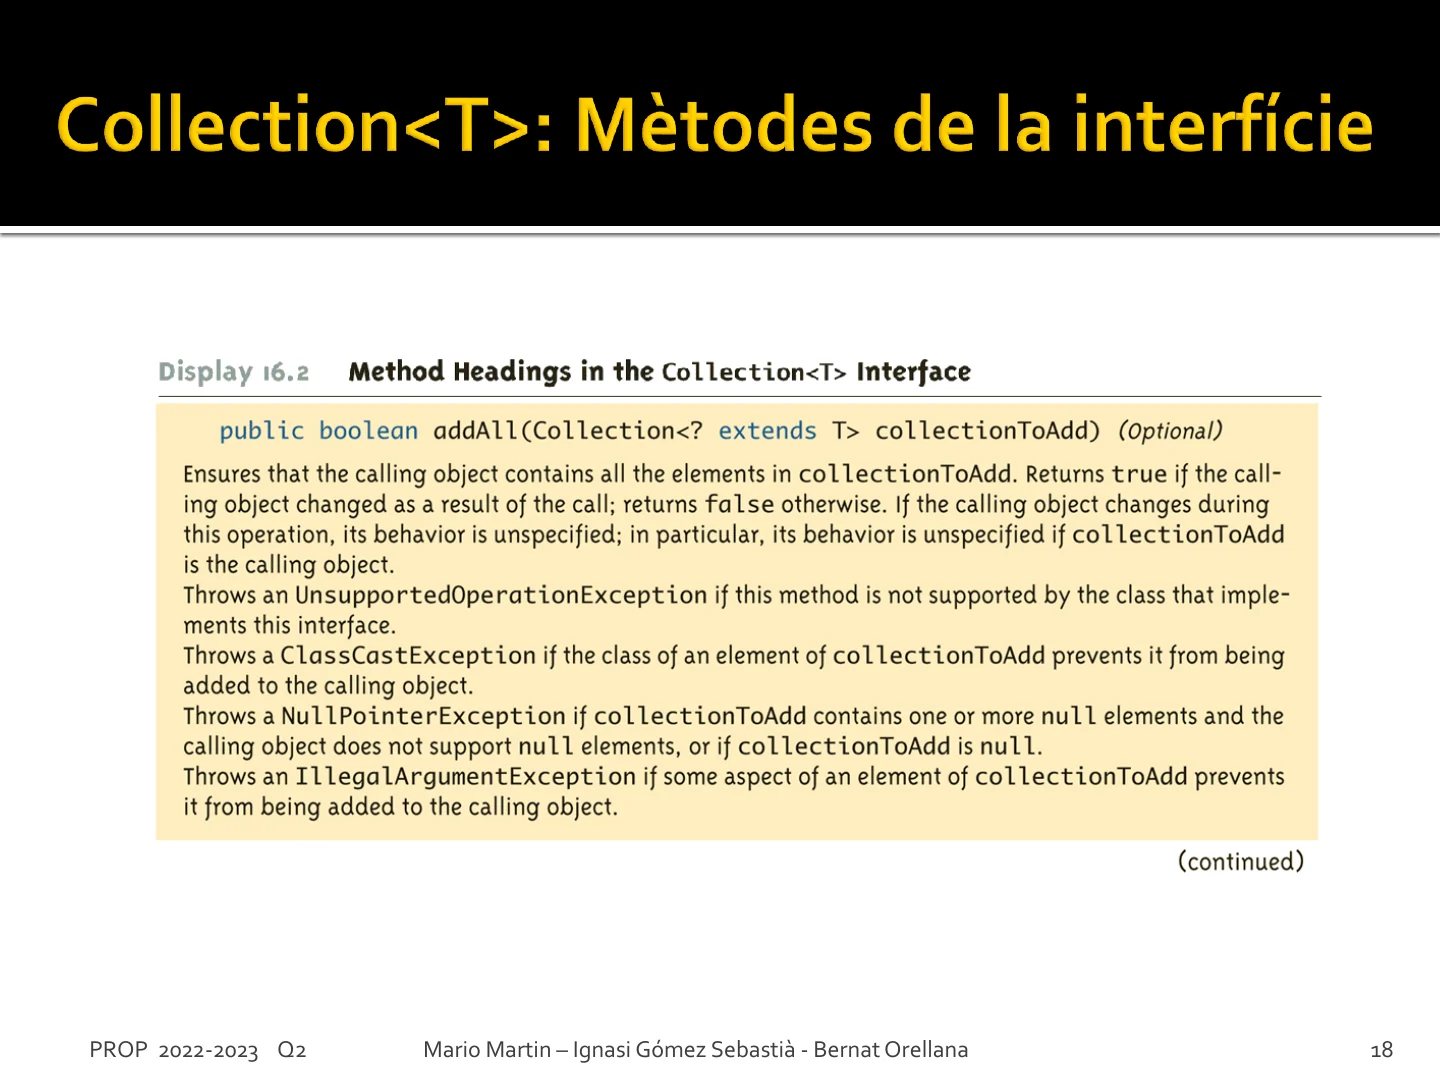 Collection<T>: Mètodes de la interfície
Display 16.2 Method Headings in the Collection<T> Interface
public boolean addAll(Collection<? extends T> collectionToAdd) (Optional)
Ensures that the calling object contains all the elements in collectionToAdd. Returns true if the call-
ing object changed as a result of the call; returns false otherwise. If the calling object changes during
this operation, its behavior is unspecified; in particular, its behavior is unspecified if collectionToAdd
is the calling object.
Throws an UnsupportedOperationException if this method is not supported by the class that imple-
ments this interface.
Throws a ClassCastException if the class of an element of collectionToAdd prevents it from being
added to the calling object.
Throws a NullPointerException if collectionToAdd contains one or more null elements and the
calling object does not support null elements, or if collectionToAdd is null.
Throws an IllegalArgumentException if some aspect of an element of collectionToAdd prevents
it from being added to the calling object.
(continued)
PROP 2022-2023 Q2 Mario Martin – Ignasi Gómez Sebastià - Bernat Orellana 18